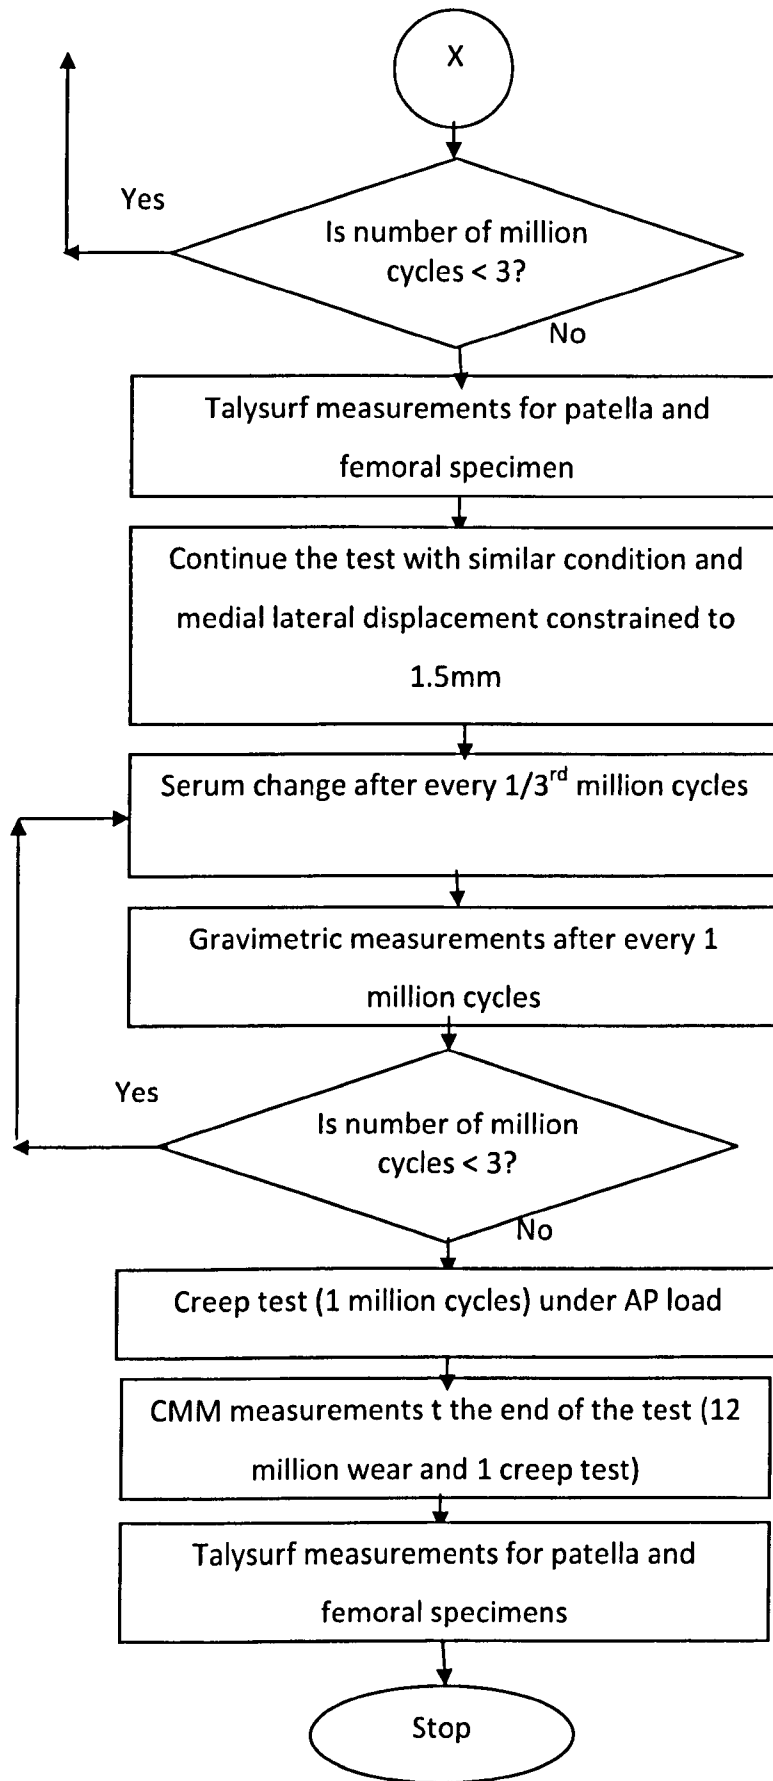 X
Yes
Is number of million
cycles < 3?
No
Talysurf measurements for patella and
femoral specimen
Continue the test with similar condition and
medial lateral displacement constrained to
1.5mm
Serum change after every 1/3rd million cycles
Gravimetric measurements after every 1
million cycles
Yes
Is number of million
cycles < 3?
No
Creep test (1 million cycles) under AP load
CMM measurements t the end of the test (12
million wear and 1 creep test)
Talysurf measurements for patella and
femoral specimens
Stop